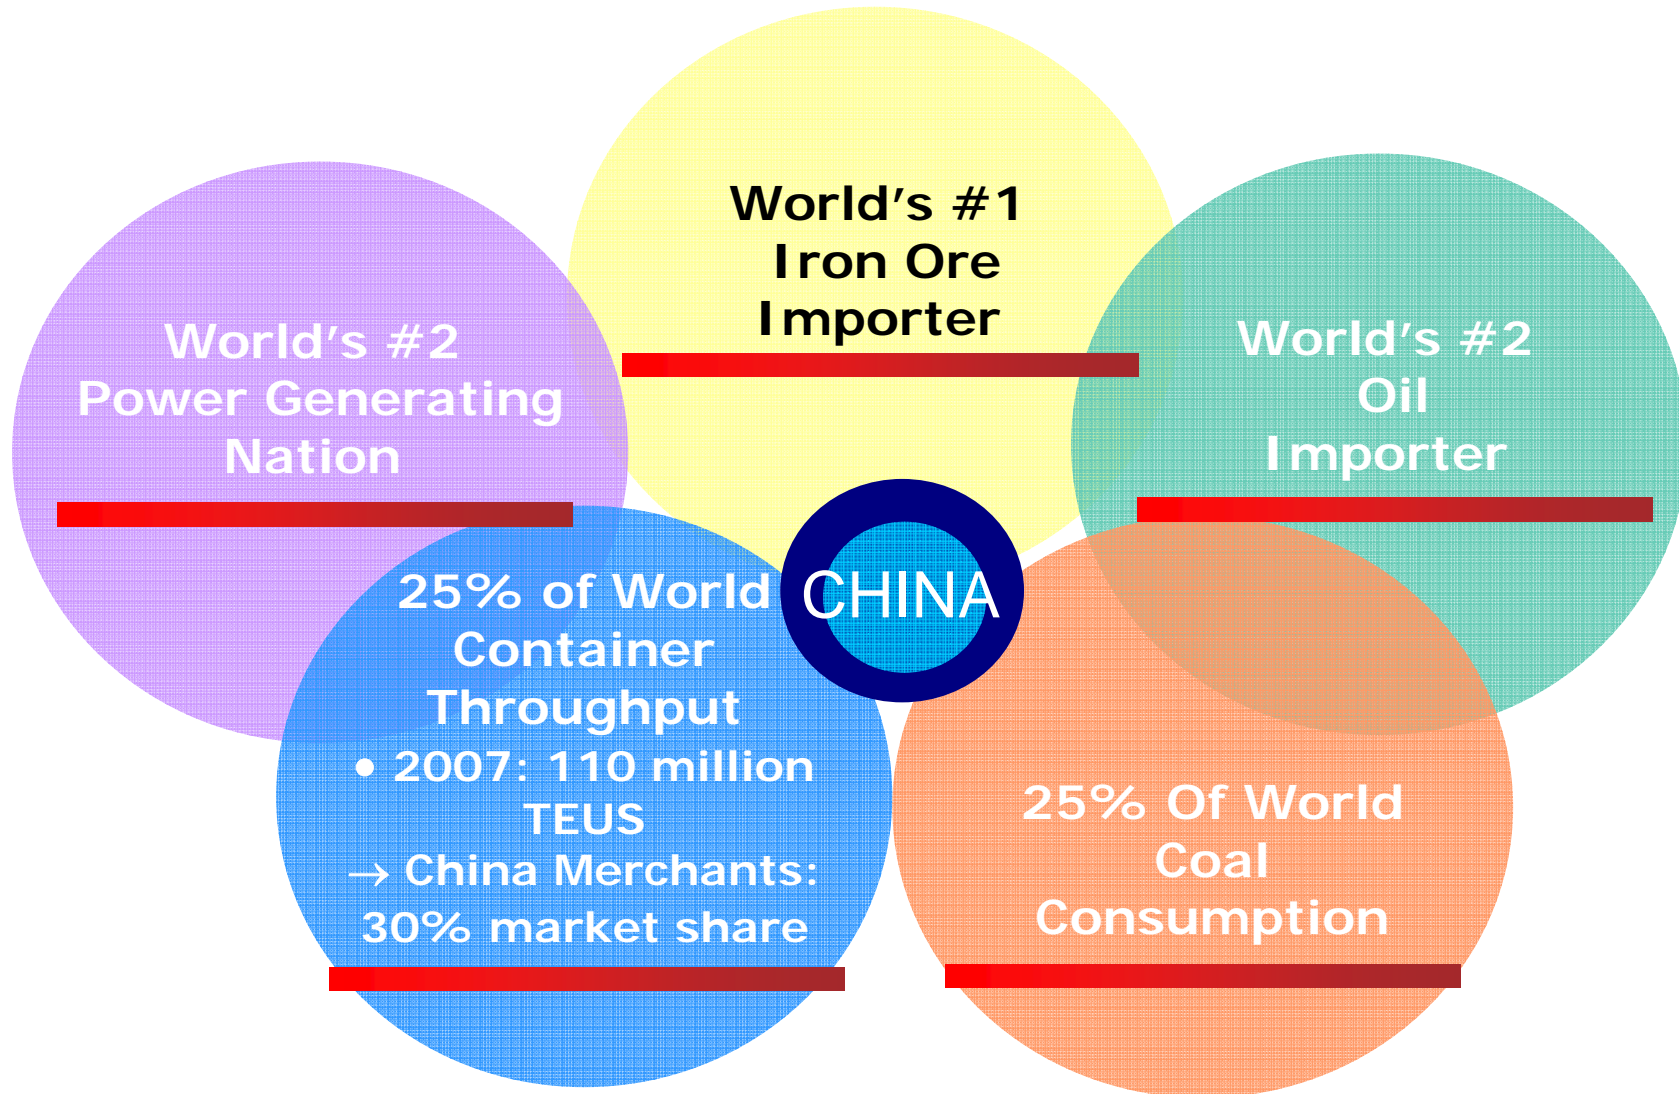 World's #1
Iron Ore
Importer
World's #2
Power Generating
Nation
World's #2
Oil
Importer
CHINA
25% of World
Container
Throughput
• 2007: 110 million
TEUS
→ China Merchants:
30% market share
25% Of World
Coal
Consumption